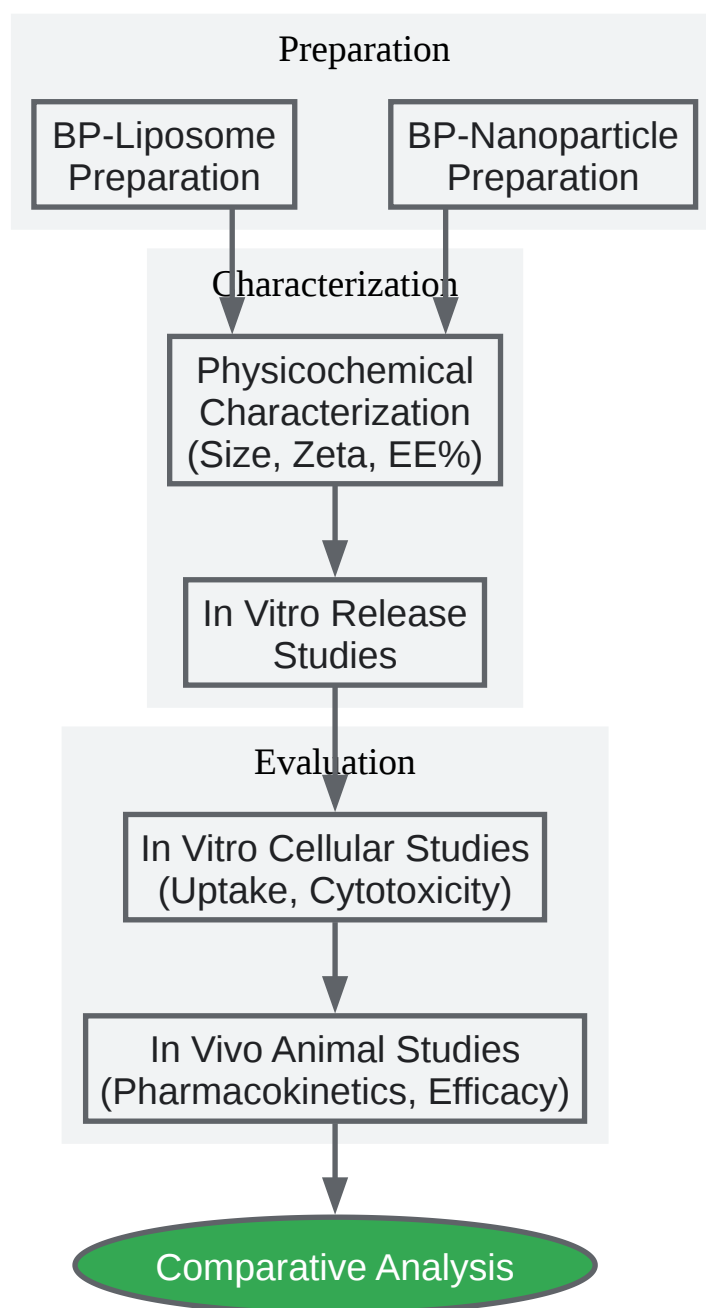 Preparation
BP-Liposome
Preparation
BP-Nanoparticle
Preparation
Characterization
Physicochemical
Characterization
(Size, Zeta, EE%)
In Vitro Release
Studies
Evaluation
In Vitro Cellular Studies
(Uptake, Cytotoxicity)
In Vivo Animal Studies
(Pharmacokinetics, Efficacy)
Comparative Analysis